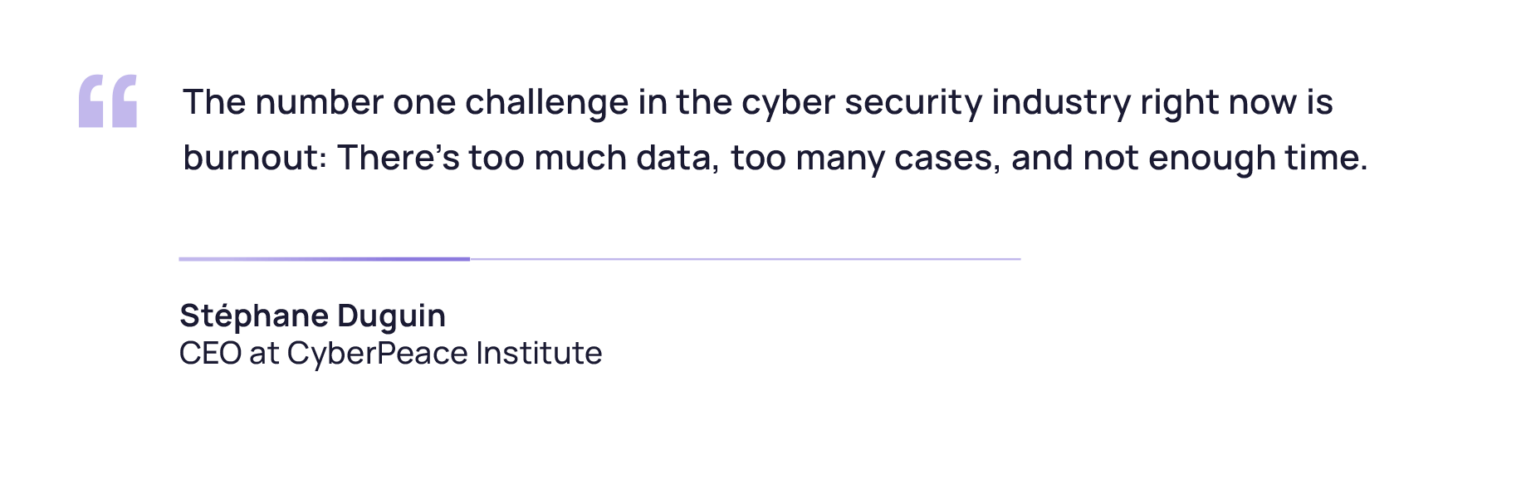 “ The number one challenge in the cyber security industry right now is
burnout: There’s too much data, too many cases, and not enough time.
Stéphane Duguin
CEO at CyberPeace Institute